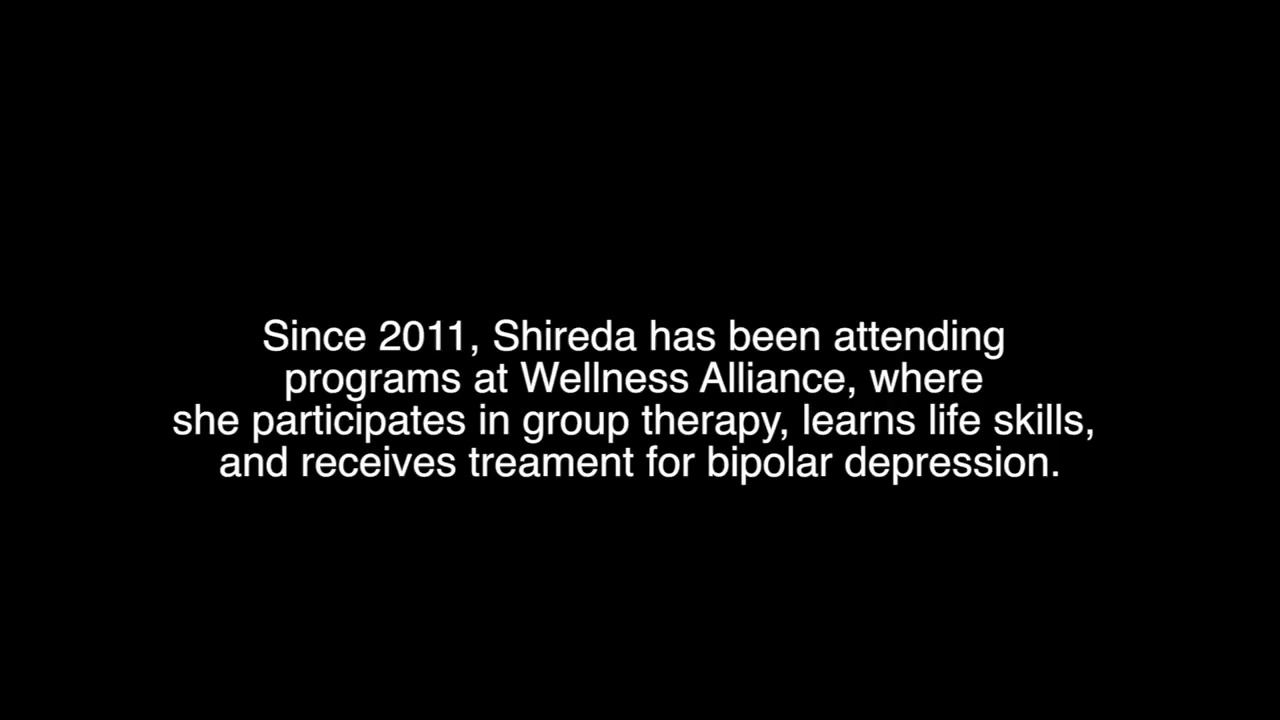 Since 2011, Shireda has been attending
programs at Wellness Alliance, where
she participates in group therapy, learns life skills,
and receives treament for bipolar depression.